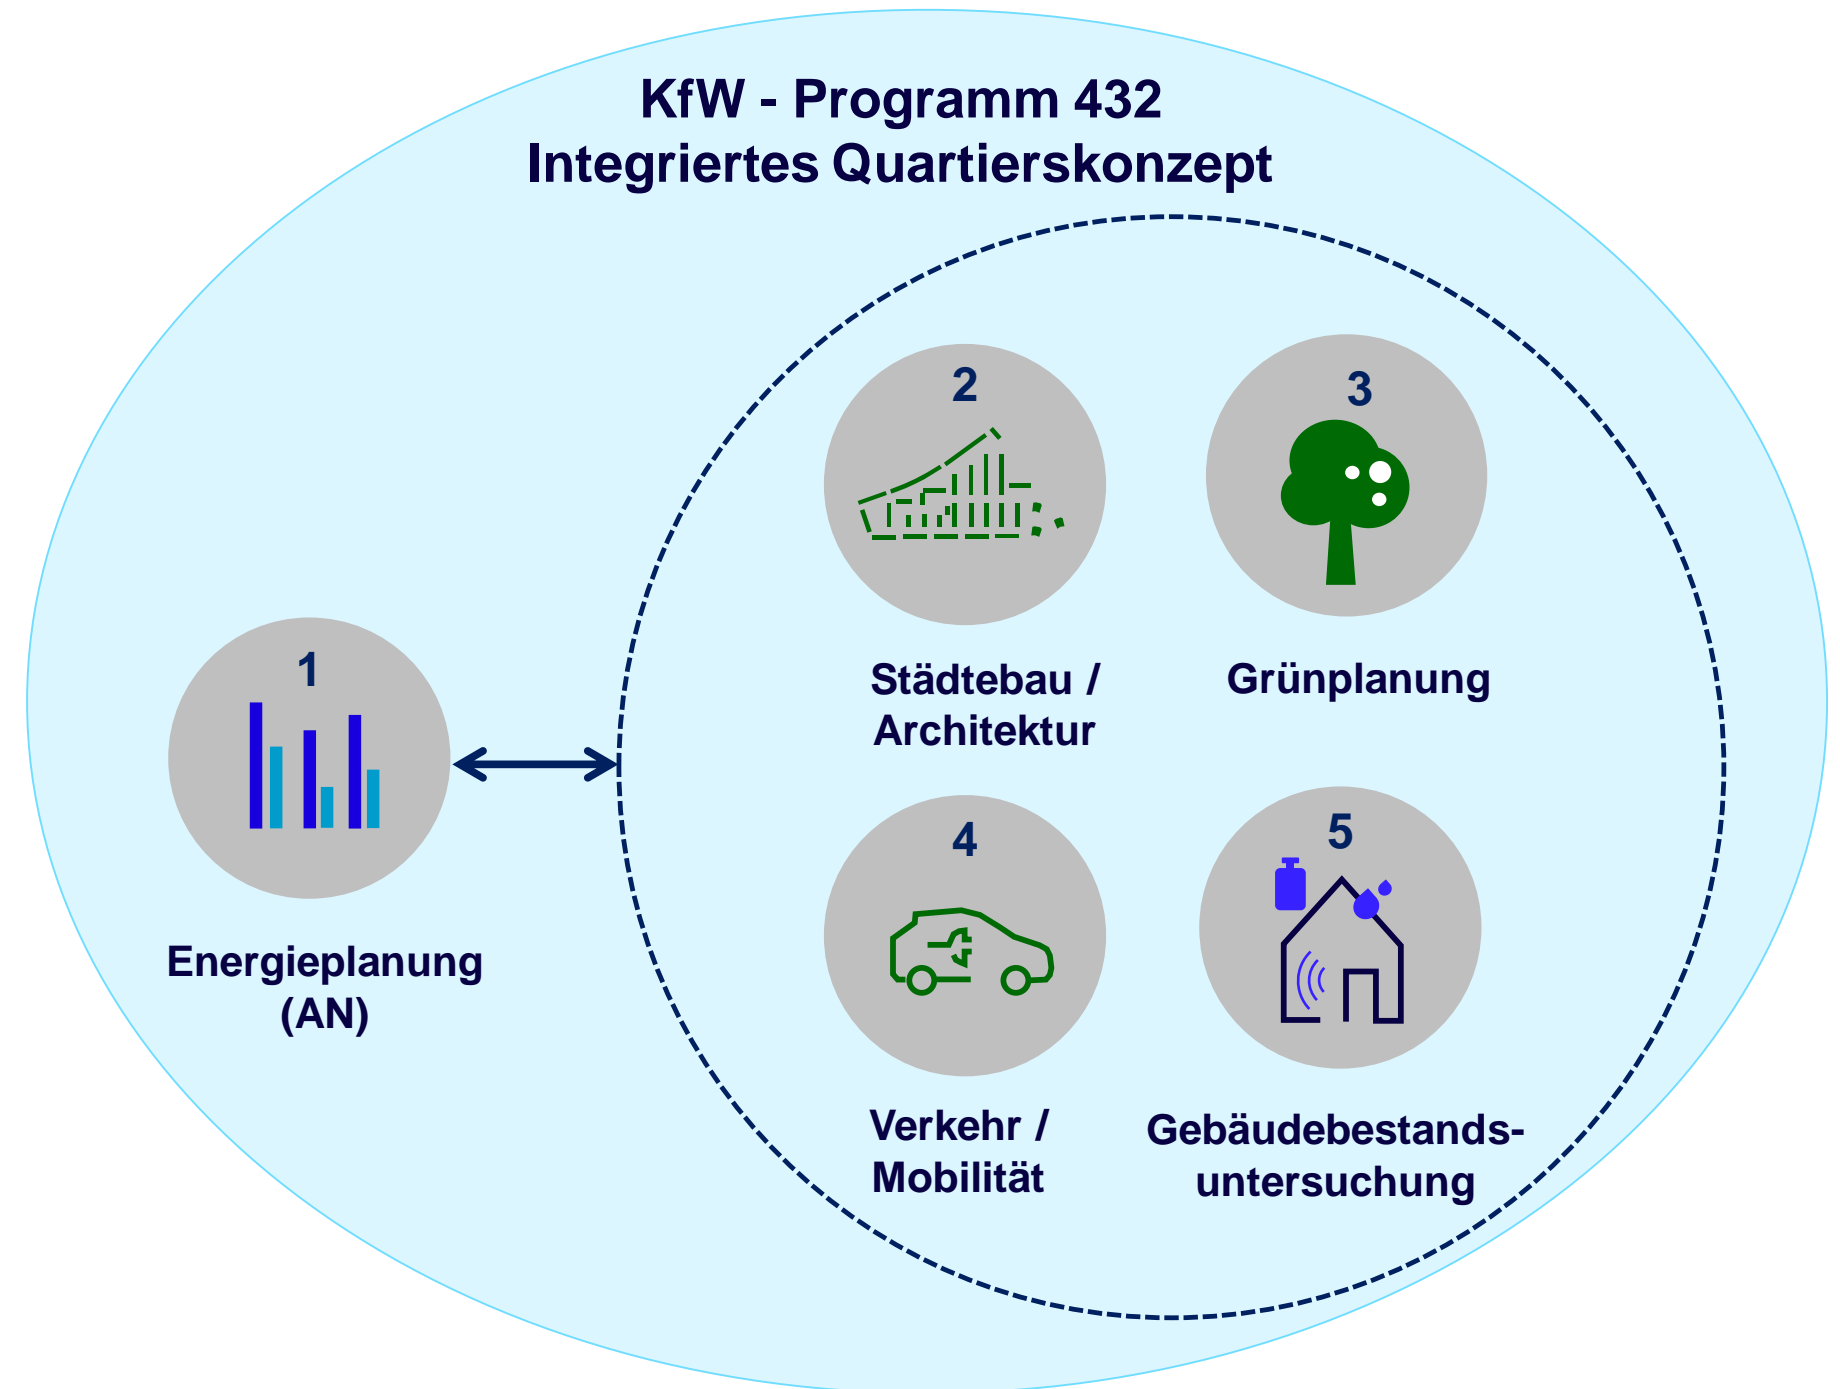 KfW - Programm 432
Integriertes Quartierskonzept
1
Energieplanung
(AN)
2
Städtebau /
Architektur
3
Grünplanung
4
Verkehr /
Mobilität
5
Gebäudebestands-
untersuchung